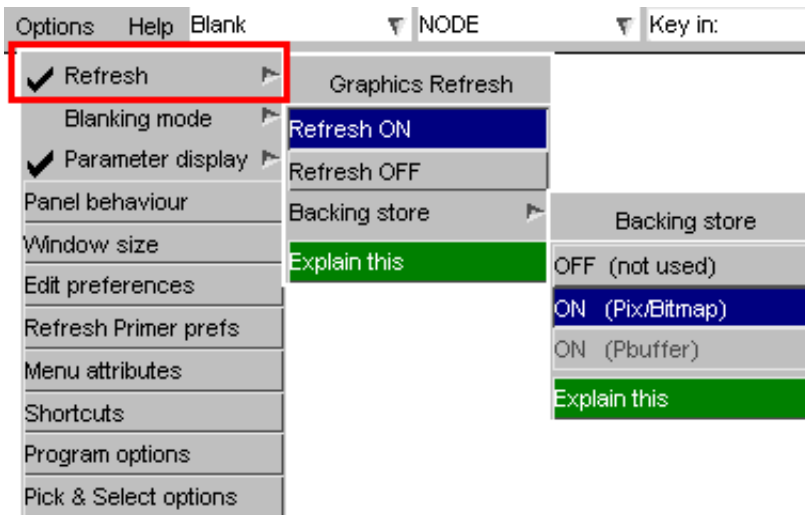 Options Help Blank NODE Key in:
Refresh
Blanking mode
Parameter display
Panel behaviour
Window size
Edit preferences
Refresh Primer prefs
Menu attributes
Shortcuts
Program options
Pick & Select options
Graphics Refresh
Refresh ON
Refresh OFF
Backing store
Explain this
Backing store
OFF (not used)
ON (Pix/Bitmap)
ON (Pbuffer)
Explain this